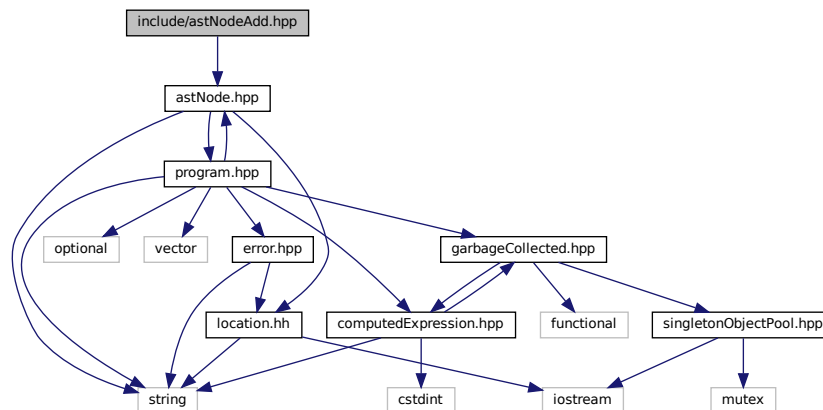 include/astNodeAdd.hpp
astNode.hpp
program.hpp
optional
vector
error.hpp
garbageCollected.hpp
location.hh
computedExpression.hpp
functional
singletonObjectPool.hpp
string
cstdint
iostream
mutex